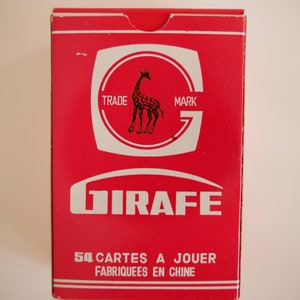 TRADE MARK
GIRAFE
54 CARTES A JOUER
FABRIQUEES EN CHINE